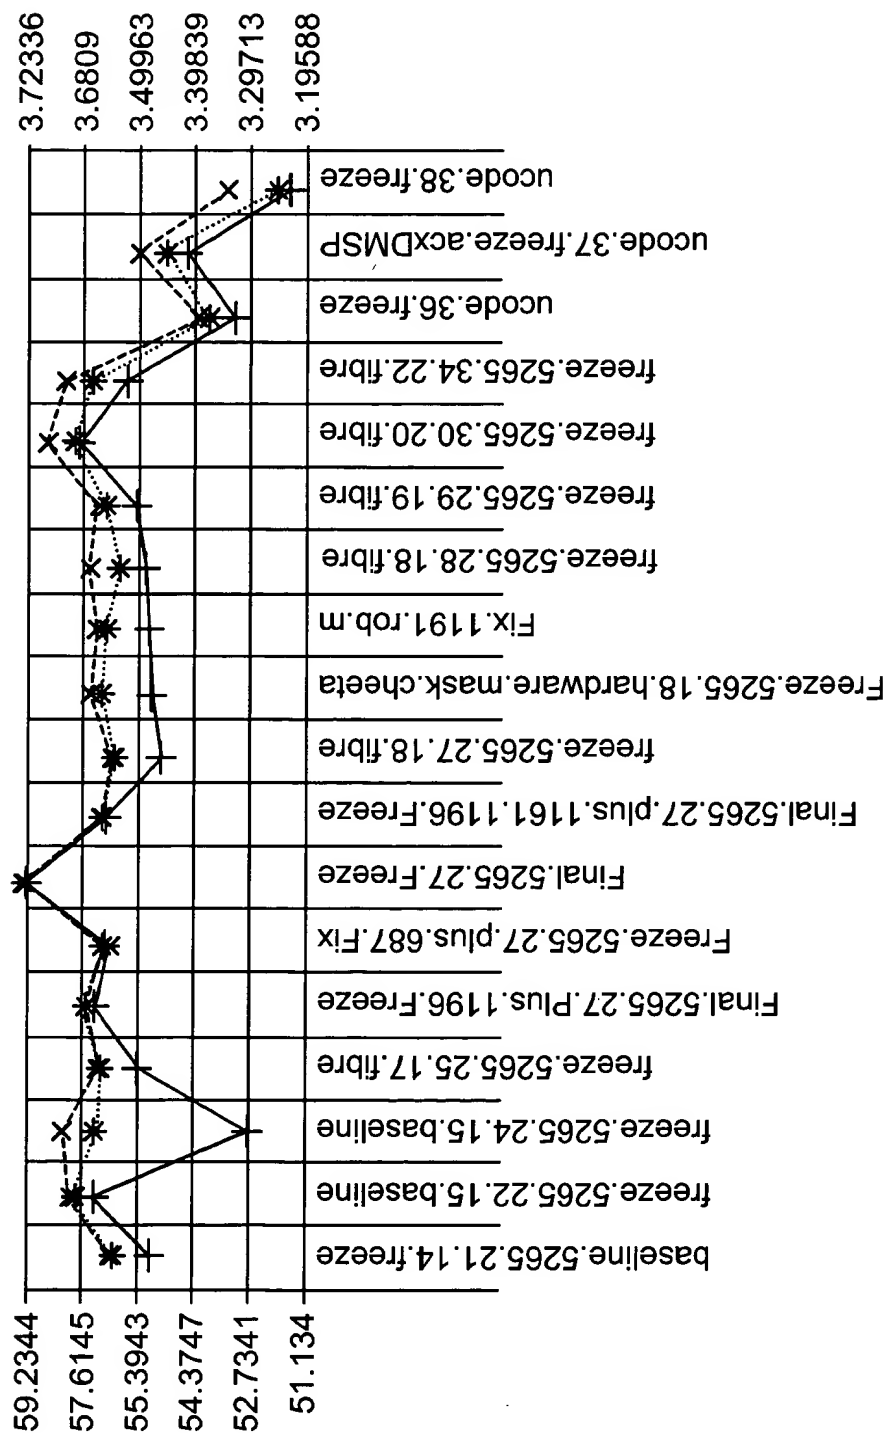 3.72336
3.6809
3.49963
3.39839
3.29713
3.19588
ucode.38.freeze
ucode.37.freeze.acxDMSP
ucode.36.freeze
freeze.5265.34.22.fibre
freeze.5265.30.20.fibre
freeze.5265.29.19.fibre
freeze.5265.28.18.fibre
Fix.1191.rob.m
Freeze.5265.18.hardware.mask.cheeta
freeze.5265.27.18.fibre
Final.5265.27.plus.1161.1196.Freeze
Final.5265.27.Freeze
Freeze.5265.27.plus.687.Fix
Final.5265.27.Plus.1196.Freeze
freeze.5265.25.17.fibre
freeze.5265.24.15.baseline
freeze.5265.22.15.baseline
baseline.5265.21.14.freeze
59.2344
57.6145
55.3943
54.3747
52.7341
51.134